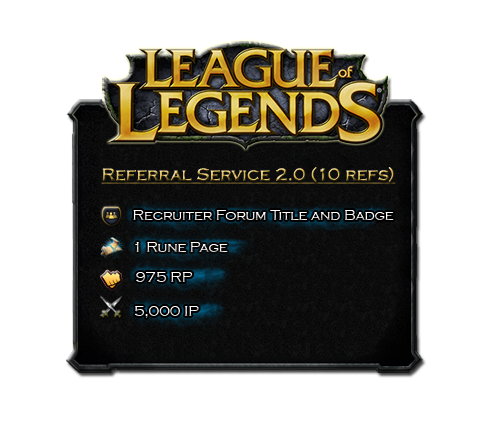 LEAGUE of
LEGENDS®
REFERRAL SERVICE 2.0 (10 REFS)
RECRUITER FORUM TITLE AND BADGE
1 RUNE PAGE
975 RP
5,000 IP